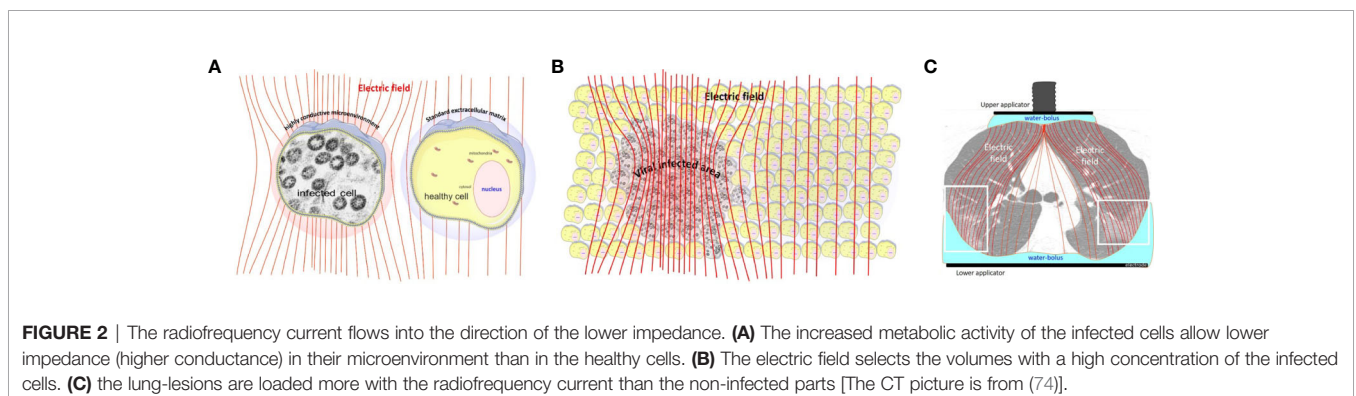 A
Electric field
highly conductive microenvironment
Standard extracellular matrix
infected cell
mitochondria
cytosol
nucleus
healthy cell
B
Electric field
Viral infected area
C
Upper applicator
water-bolus
Electric
field
Electric
field
water-bolus
Lower applicator
FIGURE 2 | The radiofrequency current flows into the direction of the lower impedance. (A) The increased metabolic activity of the infected cells allow lower
impedance (higher conductance) in their microenvironment than in the healthy cells. (B) The electric field selects the volumes with a high concentration of the infected
cells. (C) the lung-lesions are loaded more with the radiofrequency current than the non-infected parts [The CT picture is from (74)].